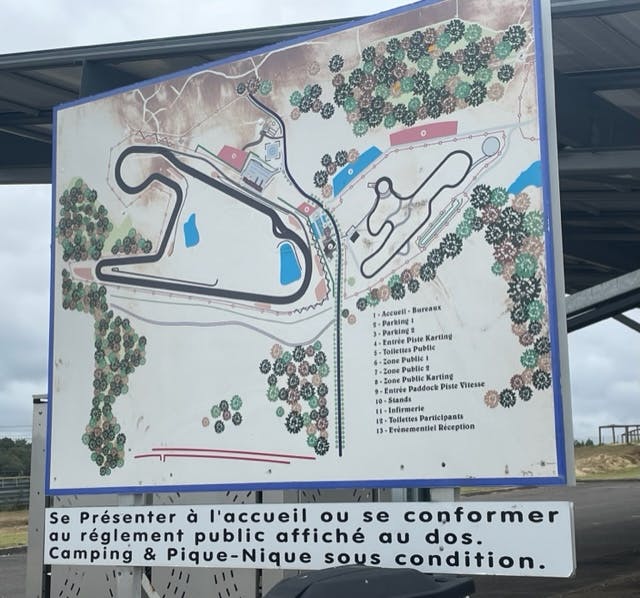 1 - Accueil - Bureaux
2 - Parking 1
3 - Parking 2
4 - Entrée Piste Karting
5 - Toilettes Public
6 - Zone Public 1
7 - Zone Public 2
8 - Zone Public Karting
9 - Entrée Paddock Piste Vitesse
10 - Stands
11 - Infirmerie
12 - Toilettes Participants
13 - Evènementiel Réception
Se Présenter à l'accueil ou se conformer
au réglement public affiché au dos.
Camping & Pique-Nique sous condition.